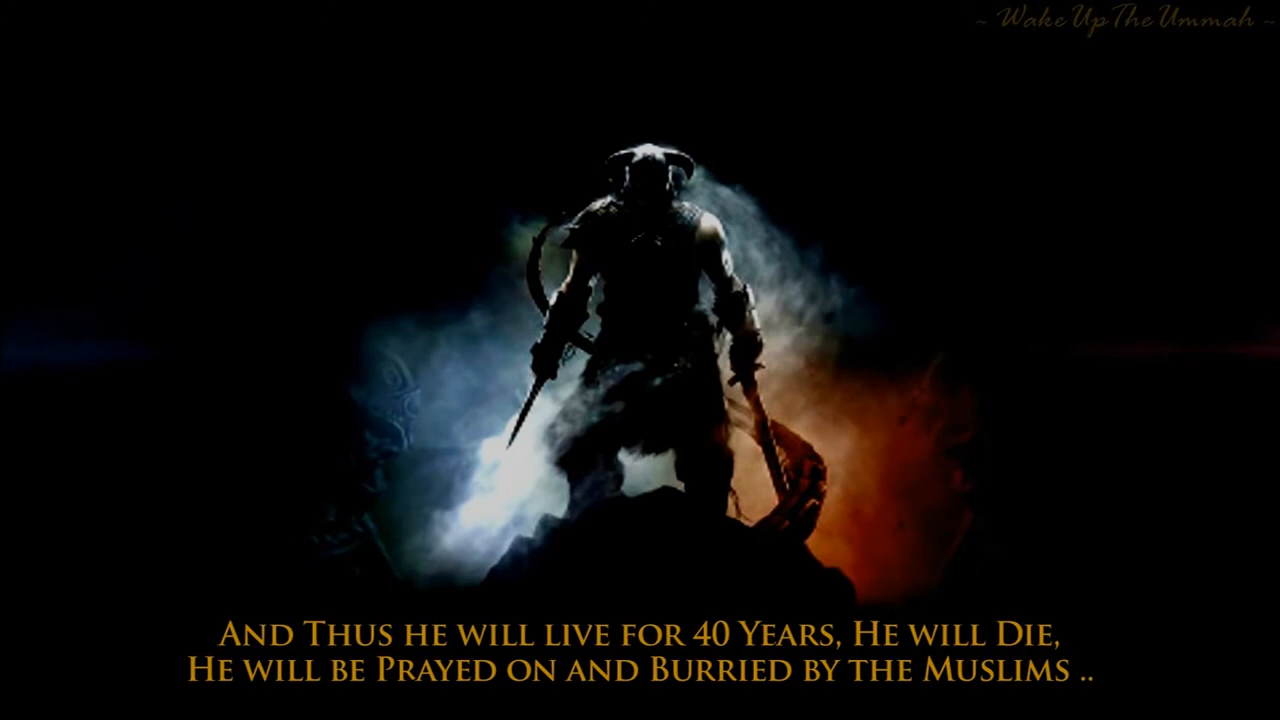 ~ Wake Up The Ummah ~
And Thus he will live for 40 Years, He will Die,
He will be Prayed on and Burried by the Muslims ..